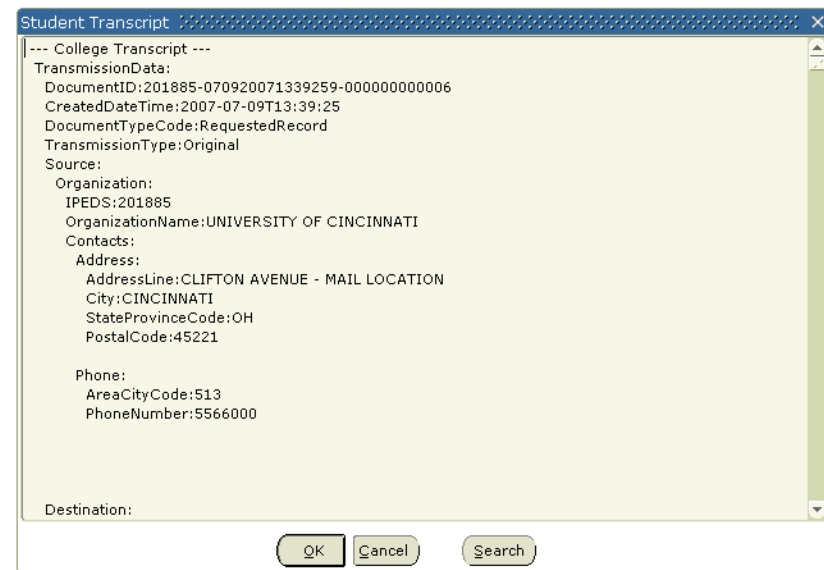 Student Transcript
--- College Transcript ---
TransmissionData:
DocumentID:201885-070920071339259-000000000006
CreatedDateTime:2007-07-09T13:39:25
DocumentTypeCode:RequestedRecord
TransmissionType:Original
Source:
Organization:
IPEDS:201885
OrganizationName:UNIVERSITY OF CINCINNATI
Contacts:
Address:
AddressLine:CLIFTON AVENUE - MAIL LOCATION
City:CINCINNATI
StateProvinceCode:OH
PostalCode:45221
Phone:
AreaCityCode:513
PhoneNumber:5566000
Destination:
OK Cancel Search